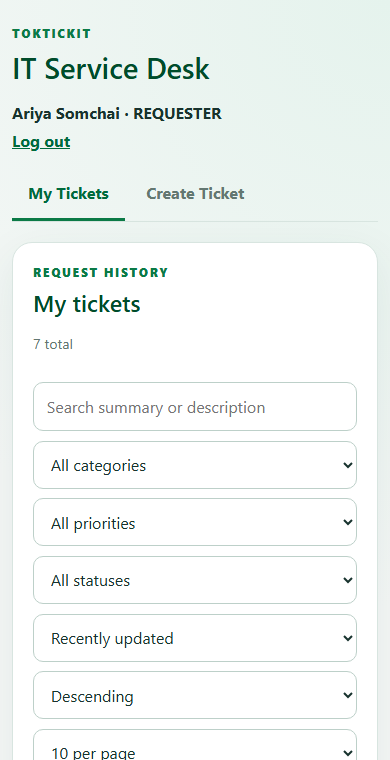 TOKTICKIT
IT Service Desk
Ariya Somchai · REQUESTER
Log out
My Tickets
Create Ticket
REQUEST HISTORY
My tickets
7 total
Search summary or description
All categories
All priorities
All statuses
Recently updated
Descending
10 per page